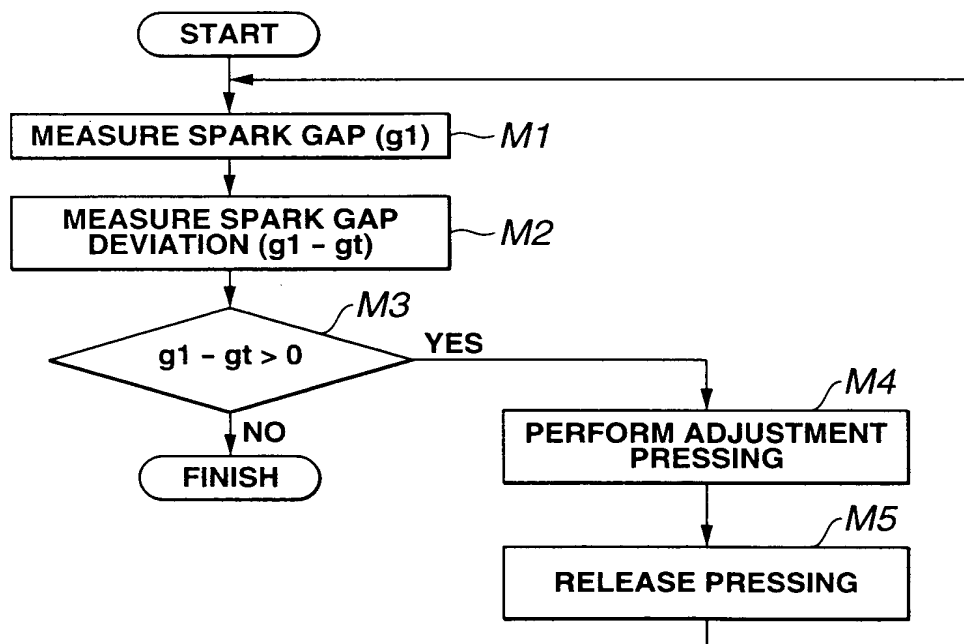 START
MEASURE SPARK GAP (g1)
M1
MEASURE SPARK GAP
DEVIATION (g1 – gt)
M2
M3
g1 – gt > 0
YES
NO
FINISH
M4
PERFORM ADJUSTMENT
PRESSING
M5
RELEASE PRESSING